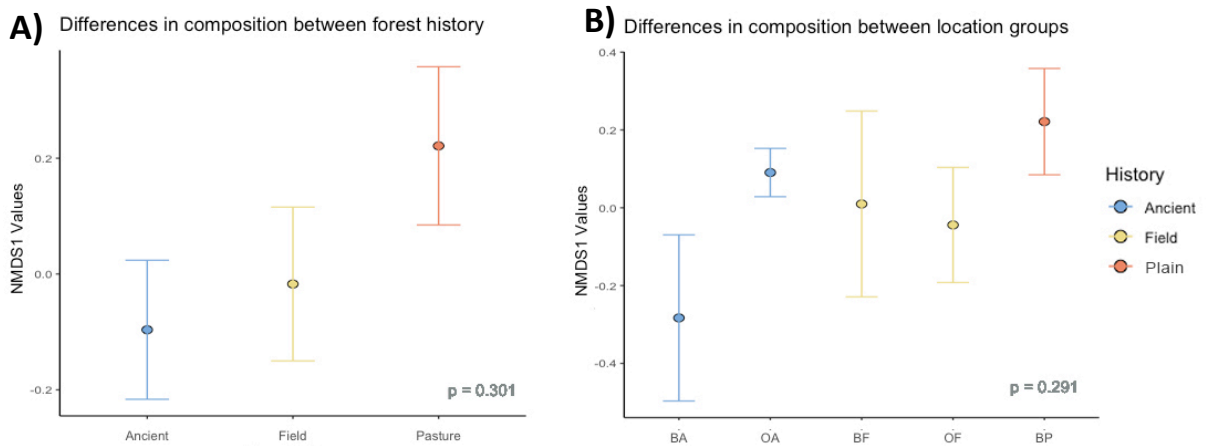 A) Differences in composition between forest history
NMDS1 Values
0.2
0.0
-0.2
p = 0.301
Ancient Field Pasture
B) Differences in composition between location groups
NMDS1 Values
0.4
0.2
0.0
-0.2
-0.4
p = 0.291
BA OA BF OF BP
History
Ancient
Field
Plain